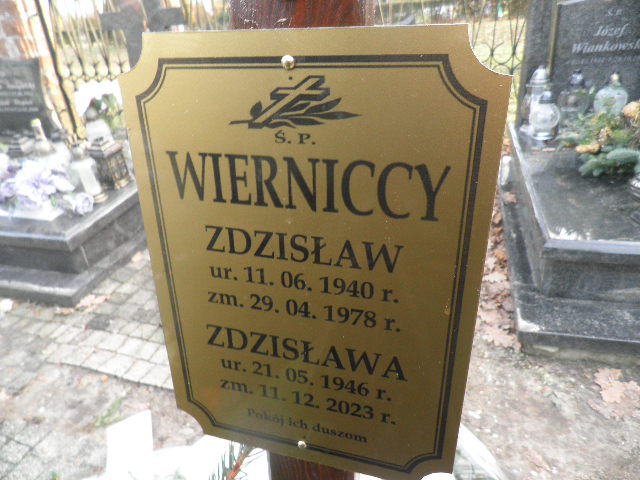 Ś. P.
WIERNICCY
ZDZISŁAW
ur. 11. 06. 1940 r.
zm. 29. 04. 1978 r.
ZDZISŁAWA
ur. 21. 05. 1946 r.
zm. 11. 12. 2023 r.
Pokój ich duszom
Józef